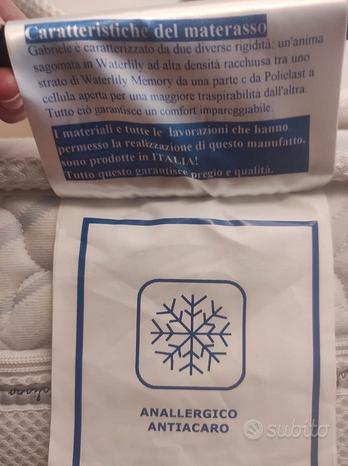 Caratteristiche del materasso
Gabriele è caratterizzato da due diverse rigidità: un'anima
sagomata in Waterlily ad alta densità racchiusa tra uno
strato di Waterlily Memory da una parte e da Policlast a
cellula aperta per una maggiore traspirabilità dall'altra.
Tutto ciò garantisce un comfort impareggiabile.
I materiali e tutte le lavorazioni che hanno
permesso la realizzazione di questo manufatto,
sono prodotte in ITALIA!
Tutto questo garantisce pregio e qualità.
ANALLERGICO
ANTIACARO
subito